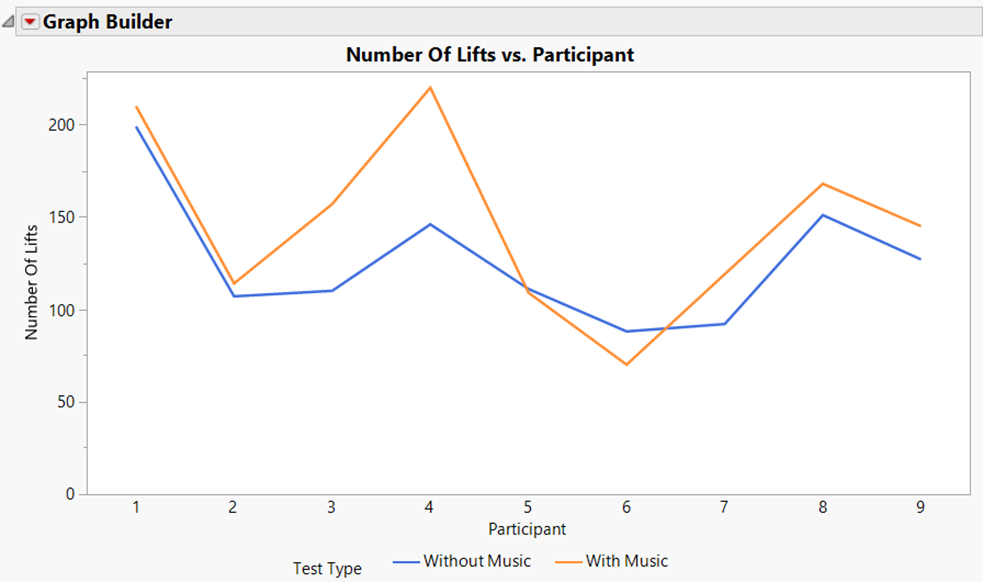 Graph Builder
Number Of Lifts vs. Participant
Number Of Lifts
200
150
100
50
0
1 2 3 4 5 6 7 8 9
Participant
Test Type Without Music With Music